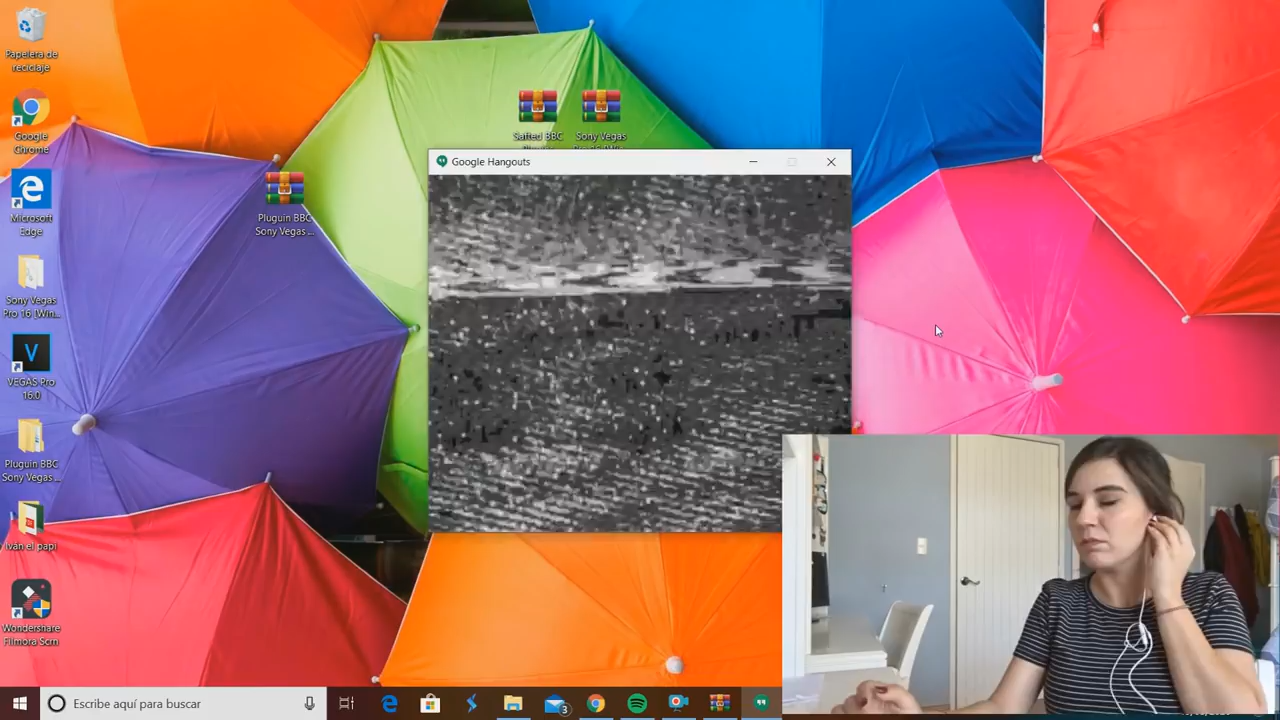 Papelera de
reciclaje
Google
Chrome
Microsoft
Edge
Sony Vegas
Pro 16 [Win...
VEGAS Pro
16.0
Pluguin BBC
Sony Vegas ...
Iván el papi
Wondershare
Filmora Scrn
Pluguin BBC
Sony Vegas ...
BBC
Sony Vegas
Google Hangouts
Escribe aquí para buscar
3